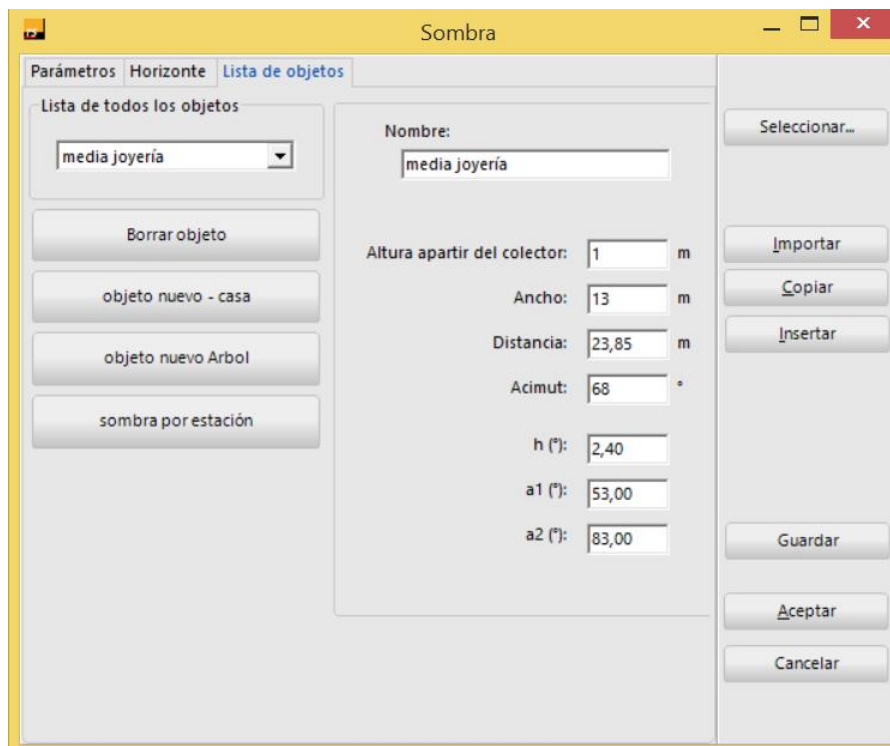 Sombra
Parámetros Horizonte Lista de objetos
Lista de todos los objetos
media joyería
Borrar objeto
objeto nuevo - casa
objeto nuevo Arbol
sombra por estación
Nombre:
media joyería
Altura apartir del colector: 1 m
Ancho: 13 m
Distancia: 23,85 m
Acimut: 68 °
h (°): 2,40
a1 (°): 53,00
a2 (°): 83,00
Seleccionar...
Importar
Copiar
Insertar
Guardar
Aceptar
Cancelar